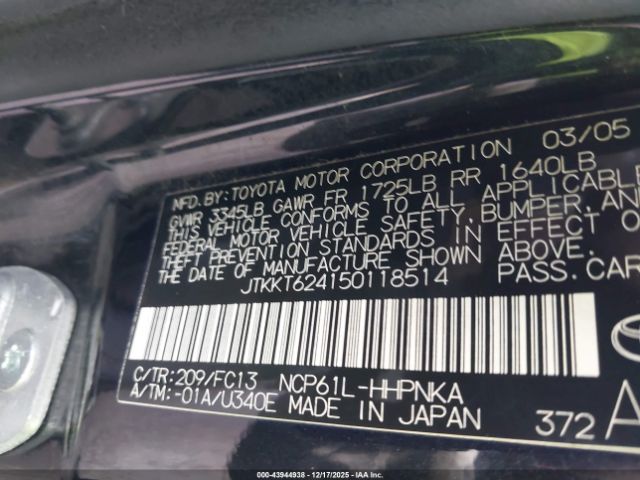 MFD.BY: TOYOTA MOTOR CORPORATION 03/05
GVWR 3345LB GAWR FR 1725LB RR 1640LB
THIS VEHICLE CONFORMS TO ALL APPLICABLE
FEDERAL MOTOR VEHICLE SAFETY, BUMPER, AN
THEFT PREVENTION STANDARDS IN EFFECT O
THE DATE OF MANUFACTURE SHOWN ABOVE.
JTKKT624150118514 PASS.CAR
C/TR: 209/FC13 NCP61L-HHPNKA
A/TM: -01A/U340E MADE IN JAPAN 372 A
000-43944938 - 12/17/2025 - IAA Inc.